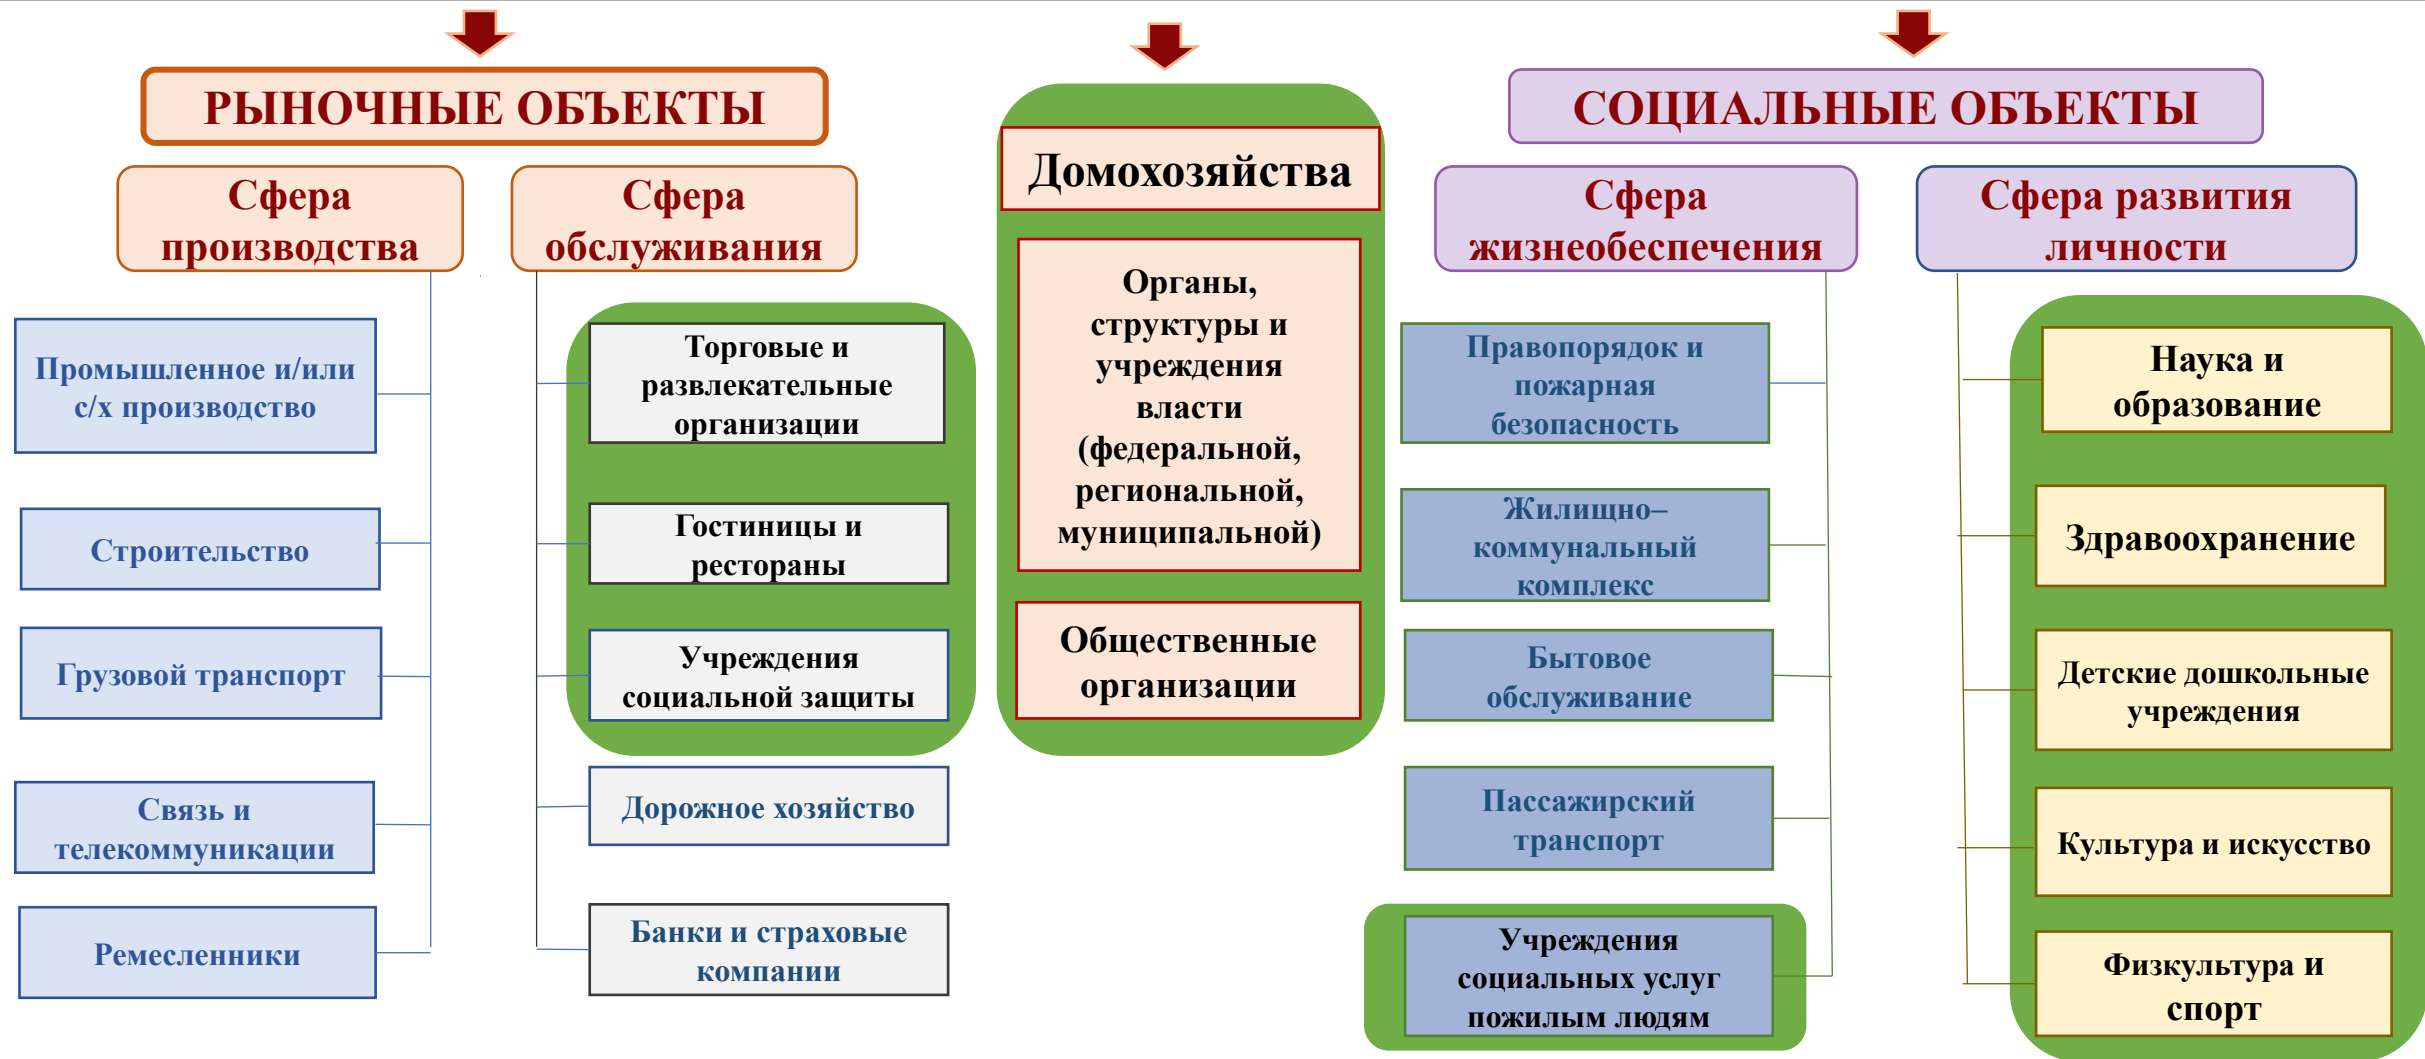 РЫНОЧНЫЕ ОБЪЕКТЫ
Сфера
производства
Промышленное и/или
с/х производство
Строительство
Грузовой транспорт
Связь и
телекоммуникации
Ремесленники
Сфера
обслуживания
Торговые и
развлекательные
организации
Гостиницы и
рестораны
Учреждения
социальной защиты
Дорожное хозяйство
Банки и страховые
компании
Домохозяйства
Органы,
структуры и
учреждения
власти
(федеральной,
региональной,
муниципальной)
Общественные
организации
СОЦИАЛЬНЫЕ ОБЪЕКТЫ
Сфера
жизнеобеспечения
Правопорядок и
пожарная
безопасность
Жилищно–
коммунальный
комплекс
Бытовое
обслуживание
Пассажирский
транспорт
Учреждения
социальных услуг
пожилым людям
Сфера развития
личности
Наука и
образование
Здравоохранение
Детские дошкольные
учреждения
Культура и искусство
Физкультура и
спорт